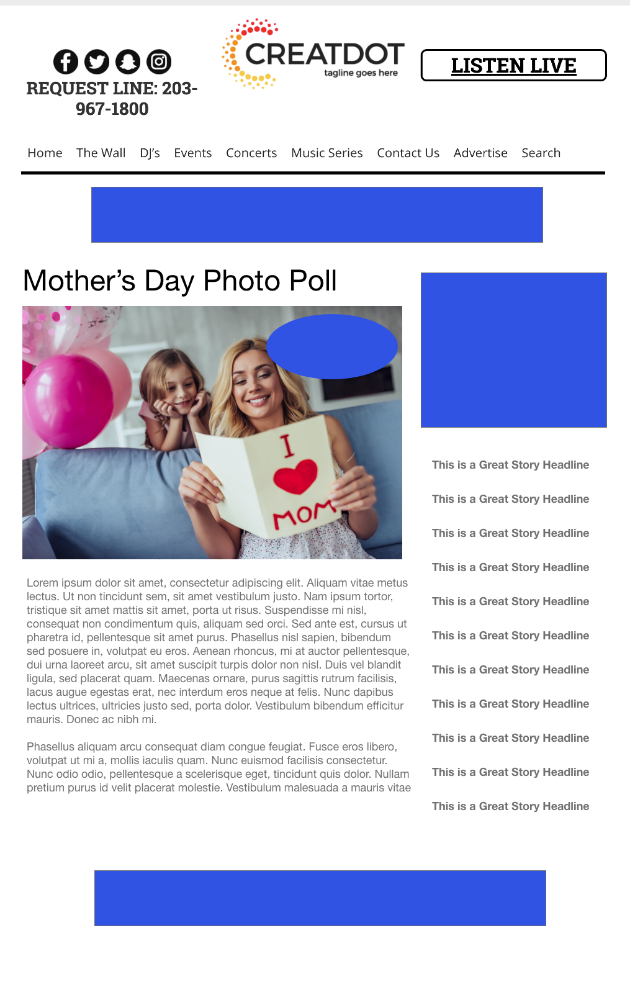 CREATDOT
tagline goes here
REQUEST LINE: 203-
967-1800
LISTEN LIVE
Home The Wall DJ’s Events Concerts Music Series Contact Us Advertise Search
Mother’s Day Photo Poll
I
MOM
Lorem ipsum dolor sit amet, consectetur adipiscing elit. Aliquam vitae metus
lectus. Ut non tincidunt sem, sit amet vestibulum justo. Nam ipsum tortor,
tristique sit amet mattis sit amet, porta ut risus. Suspendisse mi nisl,
consequat non condimentum quis, aliquam sed orci. Sed ante est, cursus ut
pharetra id, pellentesque sit amet purus. Phasellus nisl sapien, bibendum
sed posuere in, volutpat eu eros. Aenean rhoncus, mi at auctor pellentesque,
dui urna laoreet arcu, sit amet suscipit turpis dolor non nisl. Duis vel blandit
ligula, sed placerat quam. Maecenas ornare, purus sagittis rutrum facilisis,
lacus augue egestas erat, nec interdum eros neque at felis. Nunc dapibus
lectus ultrices, ultricies justo sed, porta dolor. Vestibulum bibendum efficitur
mauris. Donec ac nibh mi.
Phasellus aliquam arcu consequat diam congue feugiat. Fusce eros libero,
volutpat ut mi a, mollis iaculis quam. Nunc euismod facilisis consectetur.
Nunc odio odio, pellentesque a scelerisque eget, tincidunt quis dolor. Nullam
pretium purus id velit placerat molestie. Vestibulum malesuada a mauris vitae
This is a Great Story Headline
This is a Great Story Headline
This is a Great Story Headline
This is a Great Story Headline
This is a Great Story Headline
This is a Great Story Headline
This is a Great Story Headline
This is a Great Story Headline
This is a Great Story Headline
This is a Great Story Headline
This is a Great Story Headline